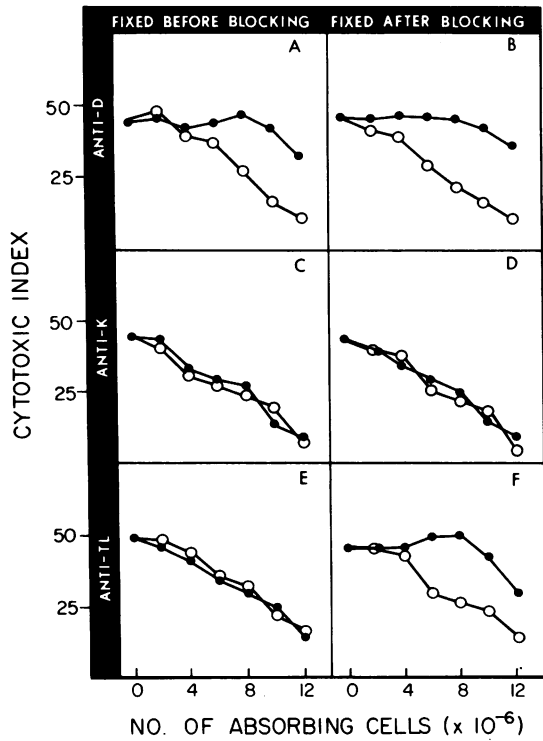 FIXED BEFORE BLOCKING FIXED AFTER BLOCKING
A B
ANTI-D
50
25
C D
ANTI-K
50
25
CYTOTOXIC INDEX
E F
ANTI-TL
50
25
0 4 8 12 0 4 8 12
NO. OF ABSORBING CELLS (x 10⁻⁶)